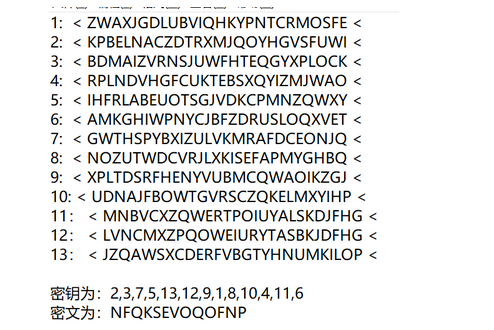 1: < ZWAXJGDLUBVIQHKYPNTCRMOSFE <
2: < KPBELNACZDTRXMJQOYHGVSFUWI <
3: < BDMAIZVRNSJUWFHTEQGYXPLOCK <
4: < RPLNDVHGFCUKTEBSXQYIZMJWAO <
5: < IHFRLABEUOTSGJVDKCPMNZQWXY <
6: < AMKGHIWPNYCJBFZDRUSLOQXVET <
7: < GWTHSPYBXIZULVKMRAFDCEONJQ <
8: < NOZUTWDCVRJLXKISEFAPMYGHBQ <
9: < XPLTDSRFHENYVUBMCQWAOIKZGJ <
10: < UDNAJFBOWTGVRSCZQKELMXYIHP <
11： < MNBVCXZQWERTPOIUYALSKDJFHG <
12： < LVNCMXZPQOWEIURYTASBKJDFHG <
13： < JZQAWSXCDERFVBGTYHNUMKILOP <
密钥为：2,3,7,5,13,12,9,1,8,10,4,11,6
密文为：NFQKSEVOQOFNP